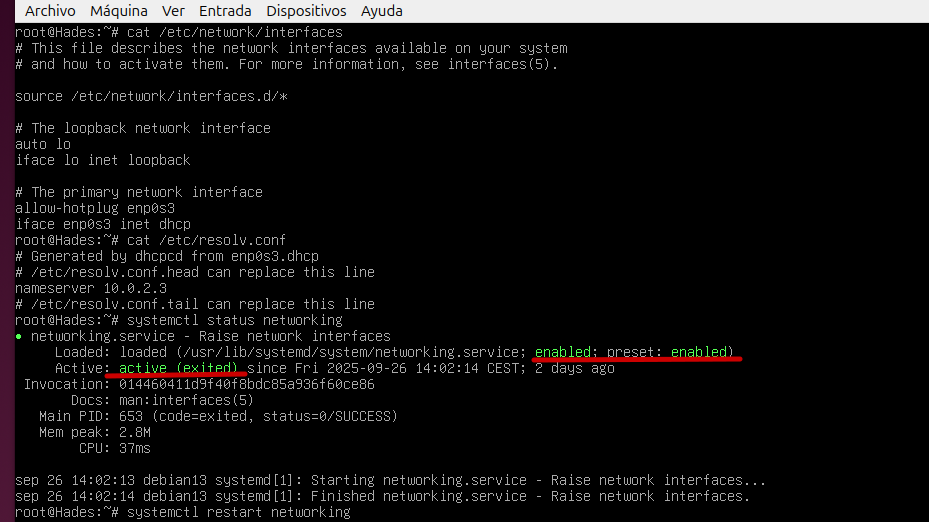 Archivo Máquina Ver Entrada Dispositivos Ayuda
root@Hades:~# cat /etc/network/interfaces
# This file describes the network interfaces available on your system
# and how to activate them. For more information, see interfaces(5).
source /etc/network/interfaces.d/*
# The loopback network interface
auto lo
iface lo inet loopback
# The primary network interface
allow-hotplug enp0s3
iface enp0s3 inet dhcp
root@Hades:~# cat /etc/resolv.conf
# Generated by dhcpcd from enp0s3.dhcp
# /etc/resolv.conf.head can replace this line
nameserver 10.0.2.3
# /etc/resolv.conf.tail can replace this line
root@Hades:~# systemctl status networking
● networking.service - Raise network interfaces
Loaded: loaded (/usr/lib/systemd/system/networking.service; enabled; preset: enabled)
Active: active (exited) since Fri 2025-09-26 14:02:14 CEST; 2 days ago
Invocation: 014460411d9f40f8bdc85a936f60ce86
Docs: man:interfaces(5)
Main PID: 653 (code=exited, status=0/SUCCESS)
Mem peak: 2.8M
CPU: 37ms
sep 26 14:02:13 debian13 systemd[1]: Starting networking.service - Raise network interfaces...
sep 26 14:02:14 debian13 systemd[1]: Finished networking.service - Raise network interfaces.
root@Hades:~# systemctl restart networking